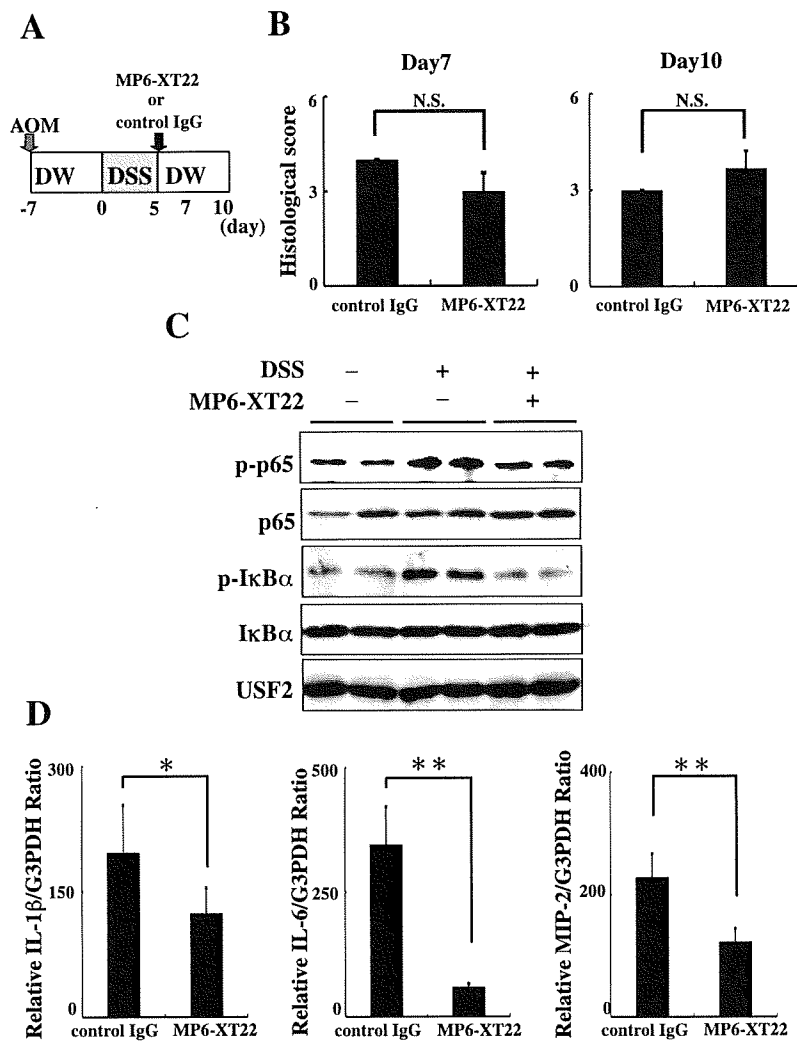 A
MP6-XT22
or
control IgG
AOM
DW DSS DW
-7 0 5 7 10
(day)
B
Day7
Histological score
6
3
0
N.S.
control IgG MP6-XT22
Day10
6
3
0
N.S.
control IgG MP6-XT22
C
DSS − + +
MP6-XT22 − − +
p-p65
p65
p-IκBα
IκBα
USF2
D
Relative IL-1β/G3PDH Ratio
300
150
0
*
control IgG MP6-XT22
Relative IL-6/G3PDH Ratio
500
250
0
**
control IgG MP6-XT22
Relative MIP-2/G3PDH Ratio
400
200
0
**
control IgG MP6-XT22